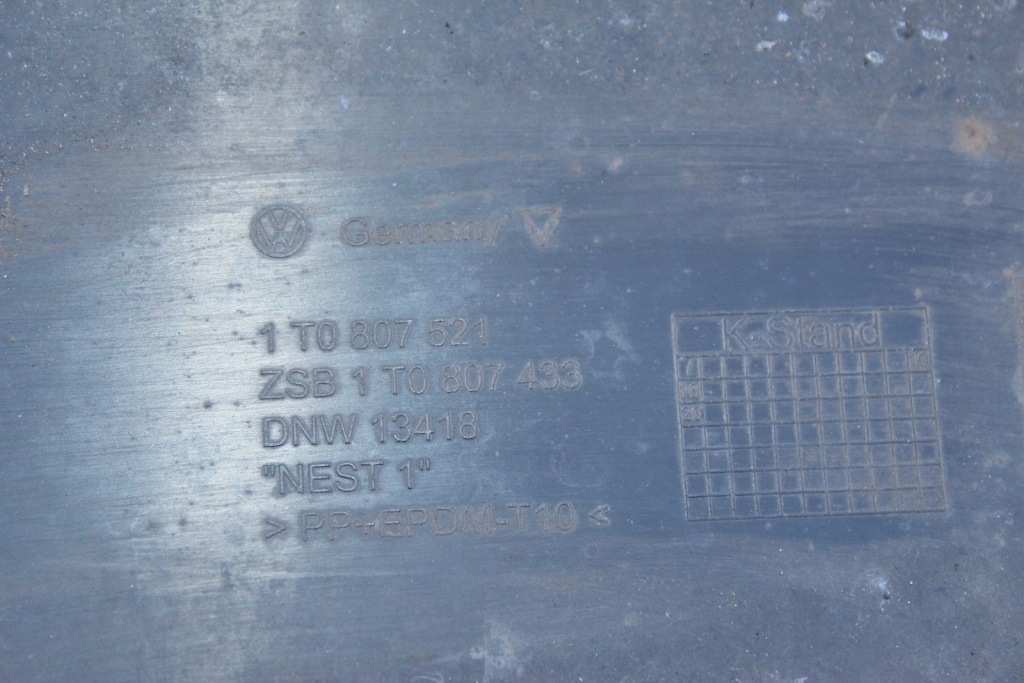 Germany
1 T0 807 521
ZSB 1 T0 807 433
DNW 13418
"NEST 1"
> PP+EPDM-T10 <
K-Stand